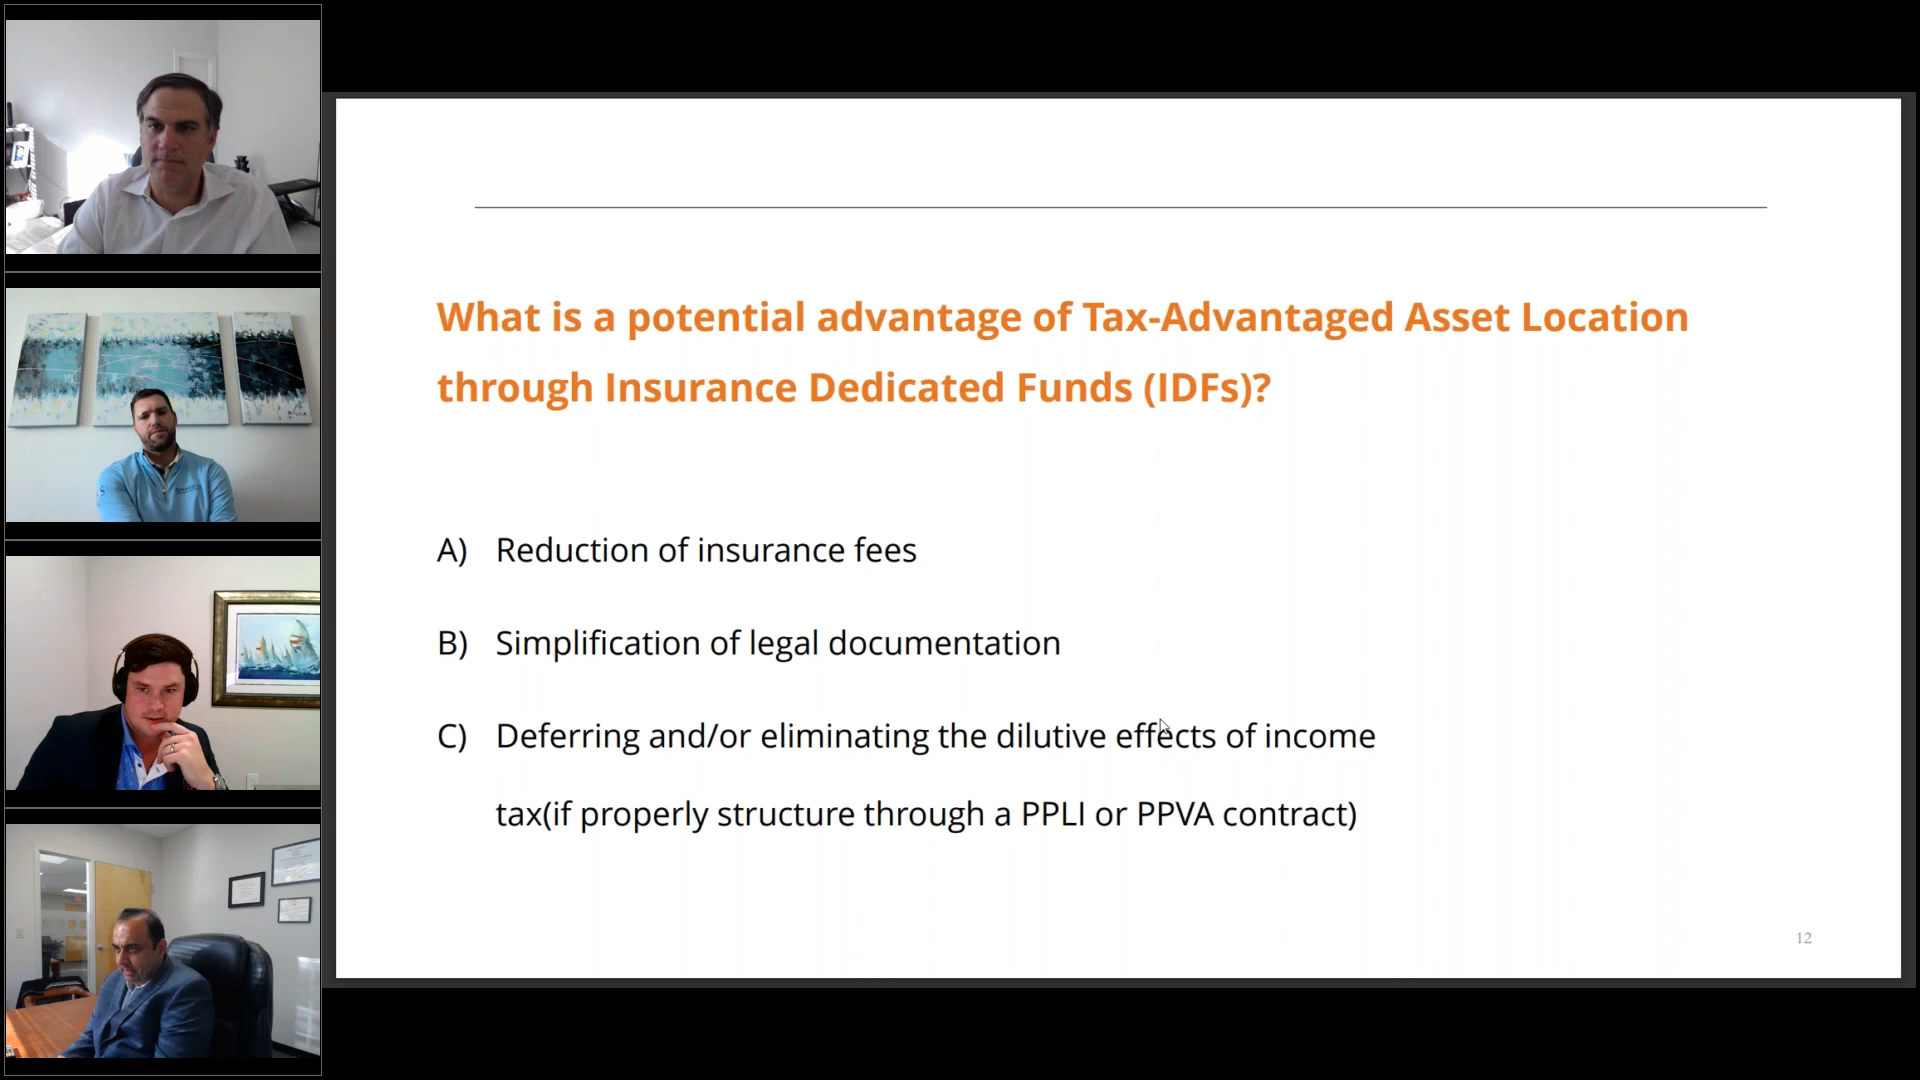 What is a potential advantage of Tax-Advantaged Asset Location
through Insurance Dedicated Funds (IDFs)?
A) Reduction of insurance fees
B) Simplification of legal documentation
C) Deferring and/or eliminating the dilutive effects of income
tax(if properly structure through a PPLI or PPVA contract)
12